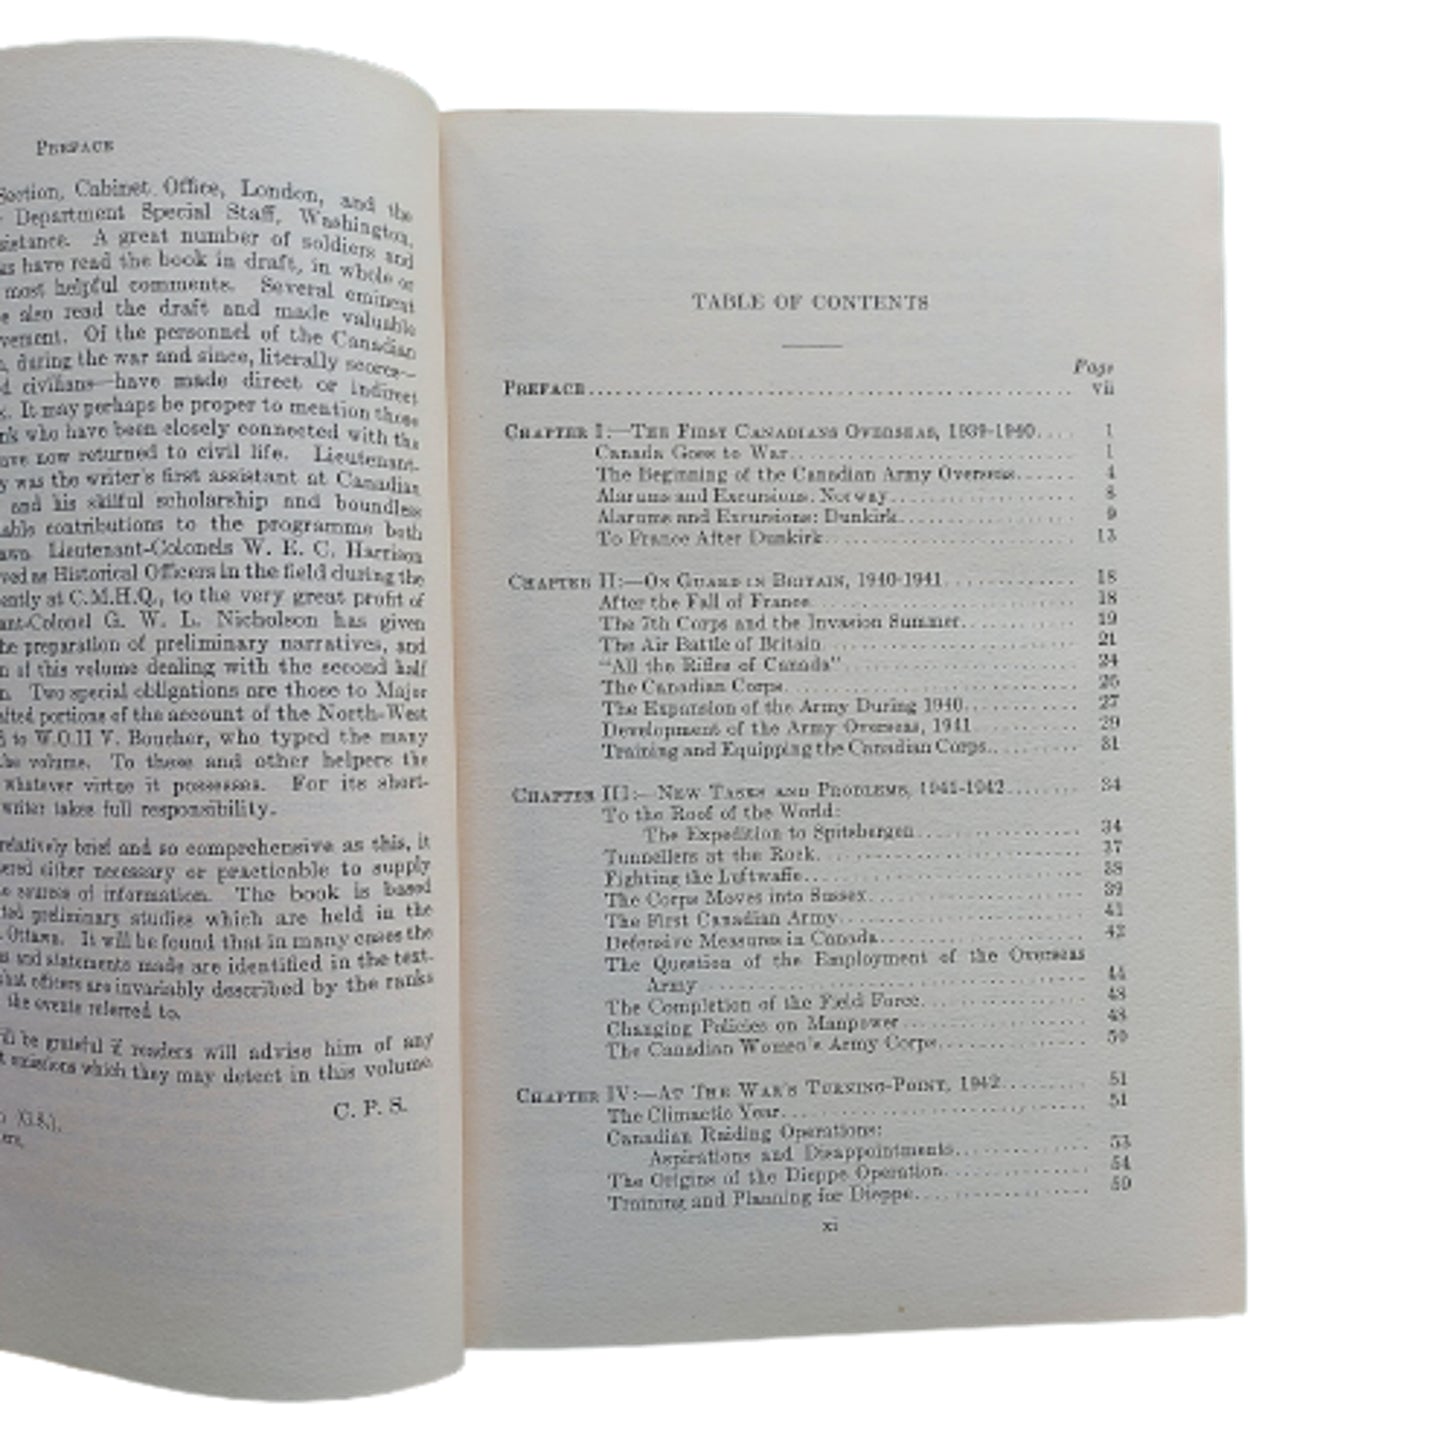 PREFACE
Section, Cabinet Office, London, and the
Department Special Staff, Washington,
sistance. A great number of soldiers and
have read the book in draft, in whole or
most helpful comments. Several eminent
also read the draft and made valuable
vement. Of the personnel of the Canadian
, during the war and since, literally scores—
d civilians—have made direct or indirect
. It may perhaps be proper to mention those
nk who have been closely connected with the
ave now returned to civil life. Lieutenant-
y was the writer's first assistant at Canadian
and his skilful scholarship and boundless
able contributions to the programme both
awn. Lieutenant-Colonels W. E. C. Harrison
ved as Historical Officers in the field during the
ently at C.M.H.Q., to the very great profit of
ant-Colonel G. W. L. Nicholson has given
the preparation of preliminary narratives, and
n of this volume dealing with the second half
n. Two special obligations are those to Major
afted portions of the account of the North-West
to W.O.II V. Boucher, who typed the many
the volume. To these and other helpers the
whatever virtue it possesses. For its short-
writer takes full responsibility.
relatively brief and so comprehensive as this, it
ered either necessary or practicable to supply
sources of information. The book is based
ted preliminary studies which are held in the
Ottawa. It will be found that in many cases the
and statements made are identified in the text.
that officers are invariably described by the ranks
the events referred to.
ill be grateful if readers will advise him of any
omissions which they may detect in this volume.
C. P. S.
TABLE OF CONTENTS
Page
PREFACE vii
CHAPTER I:—THE FIRST CANADIANS OVERSEAS, 1939-1940 1
Canada Goes to War 1
The Beginning of the Canadian Army Overseas 4
Alarums and Excursions: Norway 8
Alarums and Excursions: Dunkirk 9
To France After Dunkirk 13
CHAPTER II:—ON GUARD IN BRITAIN, 1940-1941 18
After the Fall of France 18
The 7th Corps and the Invasion Summer 19
The Air Battle of Britain 21
"All the Rifles of Canada" 24
The Canadian Corps 26
The Expansion of the Army During 1940 27
Development of the Army Overseas, 1941 29
Training and Equipping the Canadian Corps 31
CHAPTER III:—NEW TASKS AND PROBLEMS, 1941-1942 34
To the Roof of the World:
The Expedition to Spitsbergen 34
Tunnellers at the Rock 37
Fighting the Luftwaffe 38
The Corps Moves into Sussex 39
The First Canadian Army 41
Defensive Measures in Canada 42
The Question of the Employment of the Overseas
Army 44
The Completion of the Field Force 48
Changing Policies on Manpower 48
The Canadian Women's Army Corps 50
CHAPTER IV:—AT THE WAR'S TURNING-POINT, 1942 51
The Climactic Year 51
Canadian Raiding Operations:
Aspirations and Disappointments 53
The Origins of the Dieppe Operation 54
Training and Planning for Dieppe 59
xi